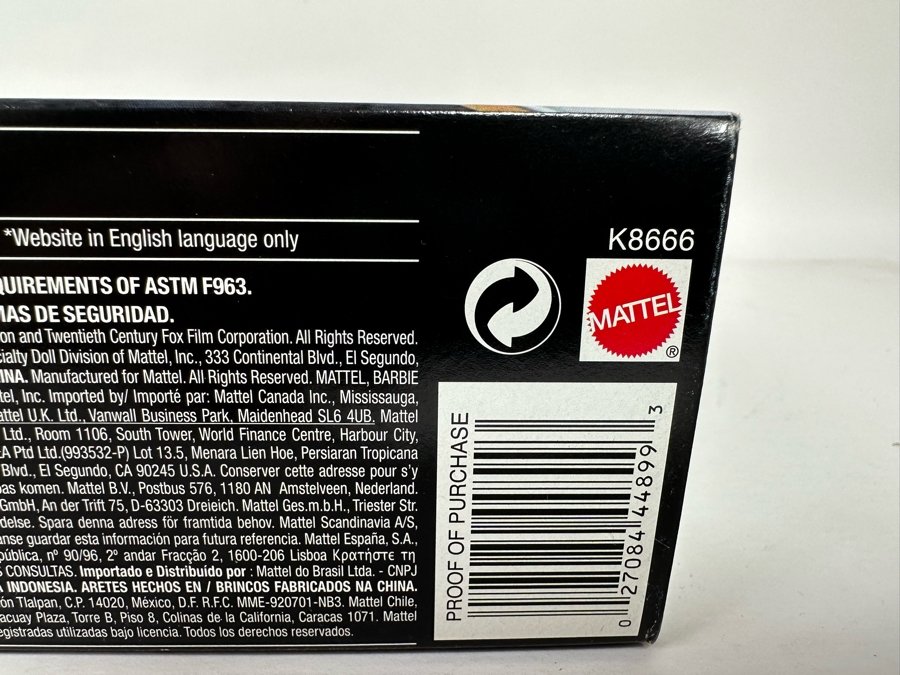 *Website in English language only
QUIREMENTS OF ASTM F963.
MAS DE SEGURIDAD.
on and Twentieth Century Fox Film Corporation. All Rights Reserved.
cialty Doll Division of Mattel, Inc., 333 Continental Blvd., El Segundo,
INA. Manufactured for Mattel. All Rights Reserved. MATTEL, BARBIE
tel, Inc. Imported by/ Importé par: Mattel Canada Inc., Mississauga,
attel U.K. Ltd., Vanwall Business Park, Maidenhead SL6 4UB. Mattel
Ltd., Room 1106, South Tower, World Finance Centre, Harbour City,
A Ptd Ltd.(993532-P) Lot 13.5, Menara Lien Hoe, Persiaran Tropicana
Blvd., El Segundo, CA 90245 U.S.A. Conserver cette adresse pour s'y
pas komen. Mattel B.V., Postbus 576, 1180 AN Amstelveen, Nederland.
GmbH, An der Trift 75, D-63303 Dreieich. Mattel Ges.m.b.H., Triester Str.
delse. Spara denna adress för framtida behov. Mattel Scandinavia A/S,
anse guardar esta información para futura referencia. Mattel España, S.A.,
pública, nº 90/96, 2º andar Fracção 2, 1600-206 Lisboa Κρατήστε τη
S CONSULTAS. Importado e Distribuido por : Mattel do Brasil Ltda. - CNPJ
A INDONESIA. ARETES HECHOS EN / BRINCOS FABRICADOS NA CHINA.
ón Tlalpan, C.P. 14020, México, D.F. R.F.C. MME-920701-NB3. Mattel Chile,
acuay Plaza, Torre B, Piso 8, Colinas de la California, Caracas 1071. Mattel
egistradas utilizadas bajo licencia. Todos los derechos reservados.
K8666
MATTEL
®
PROOF OF PURCHASE
0 27084 44899 3